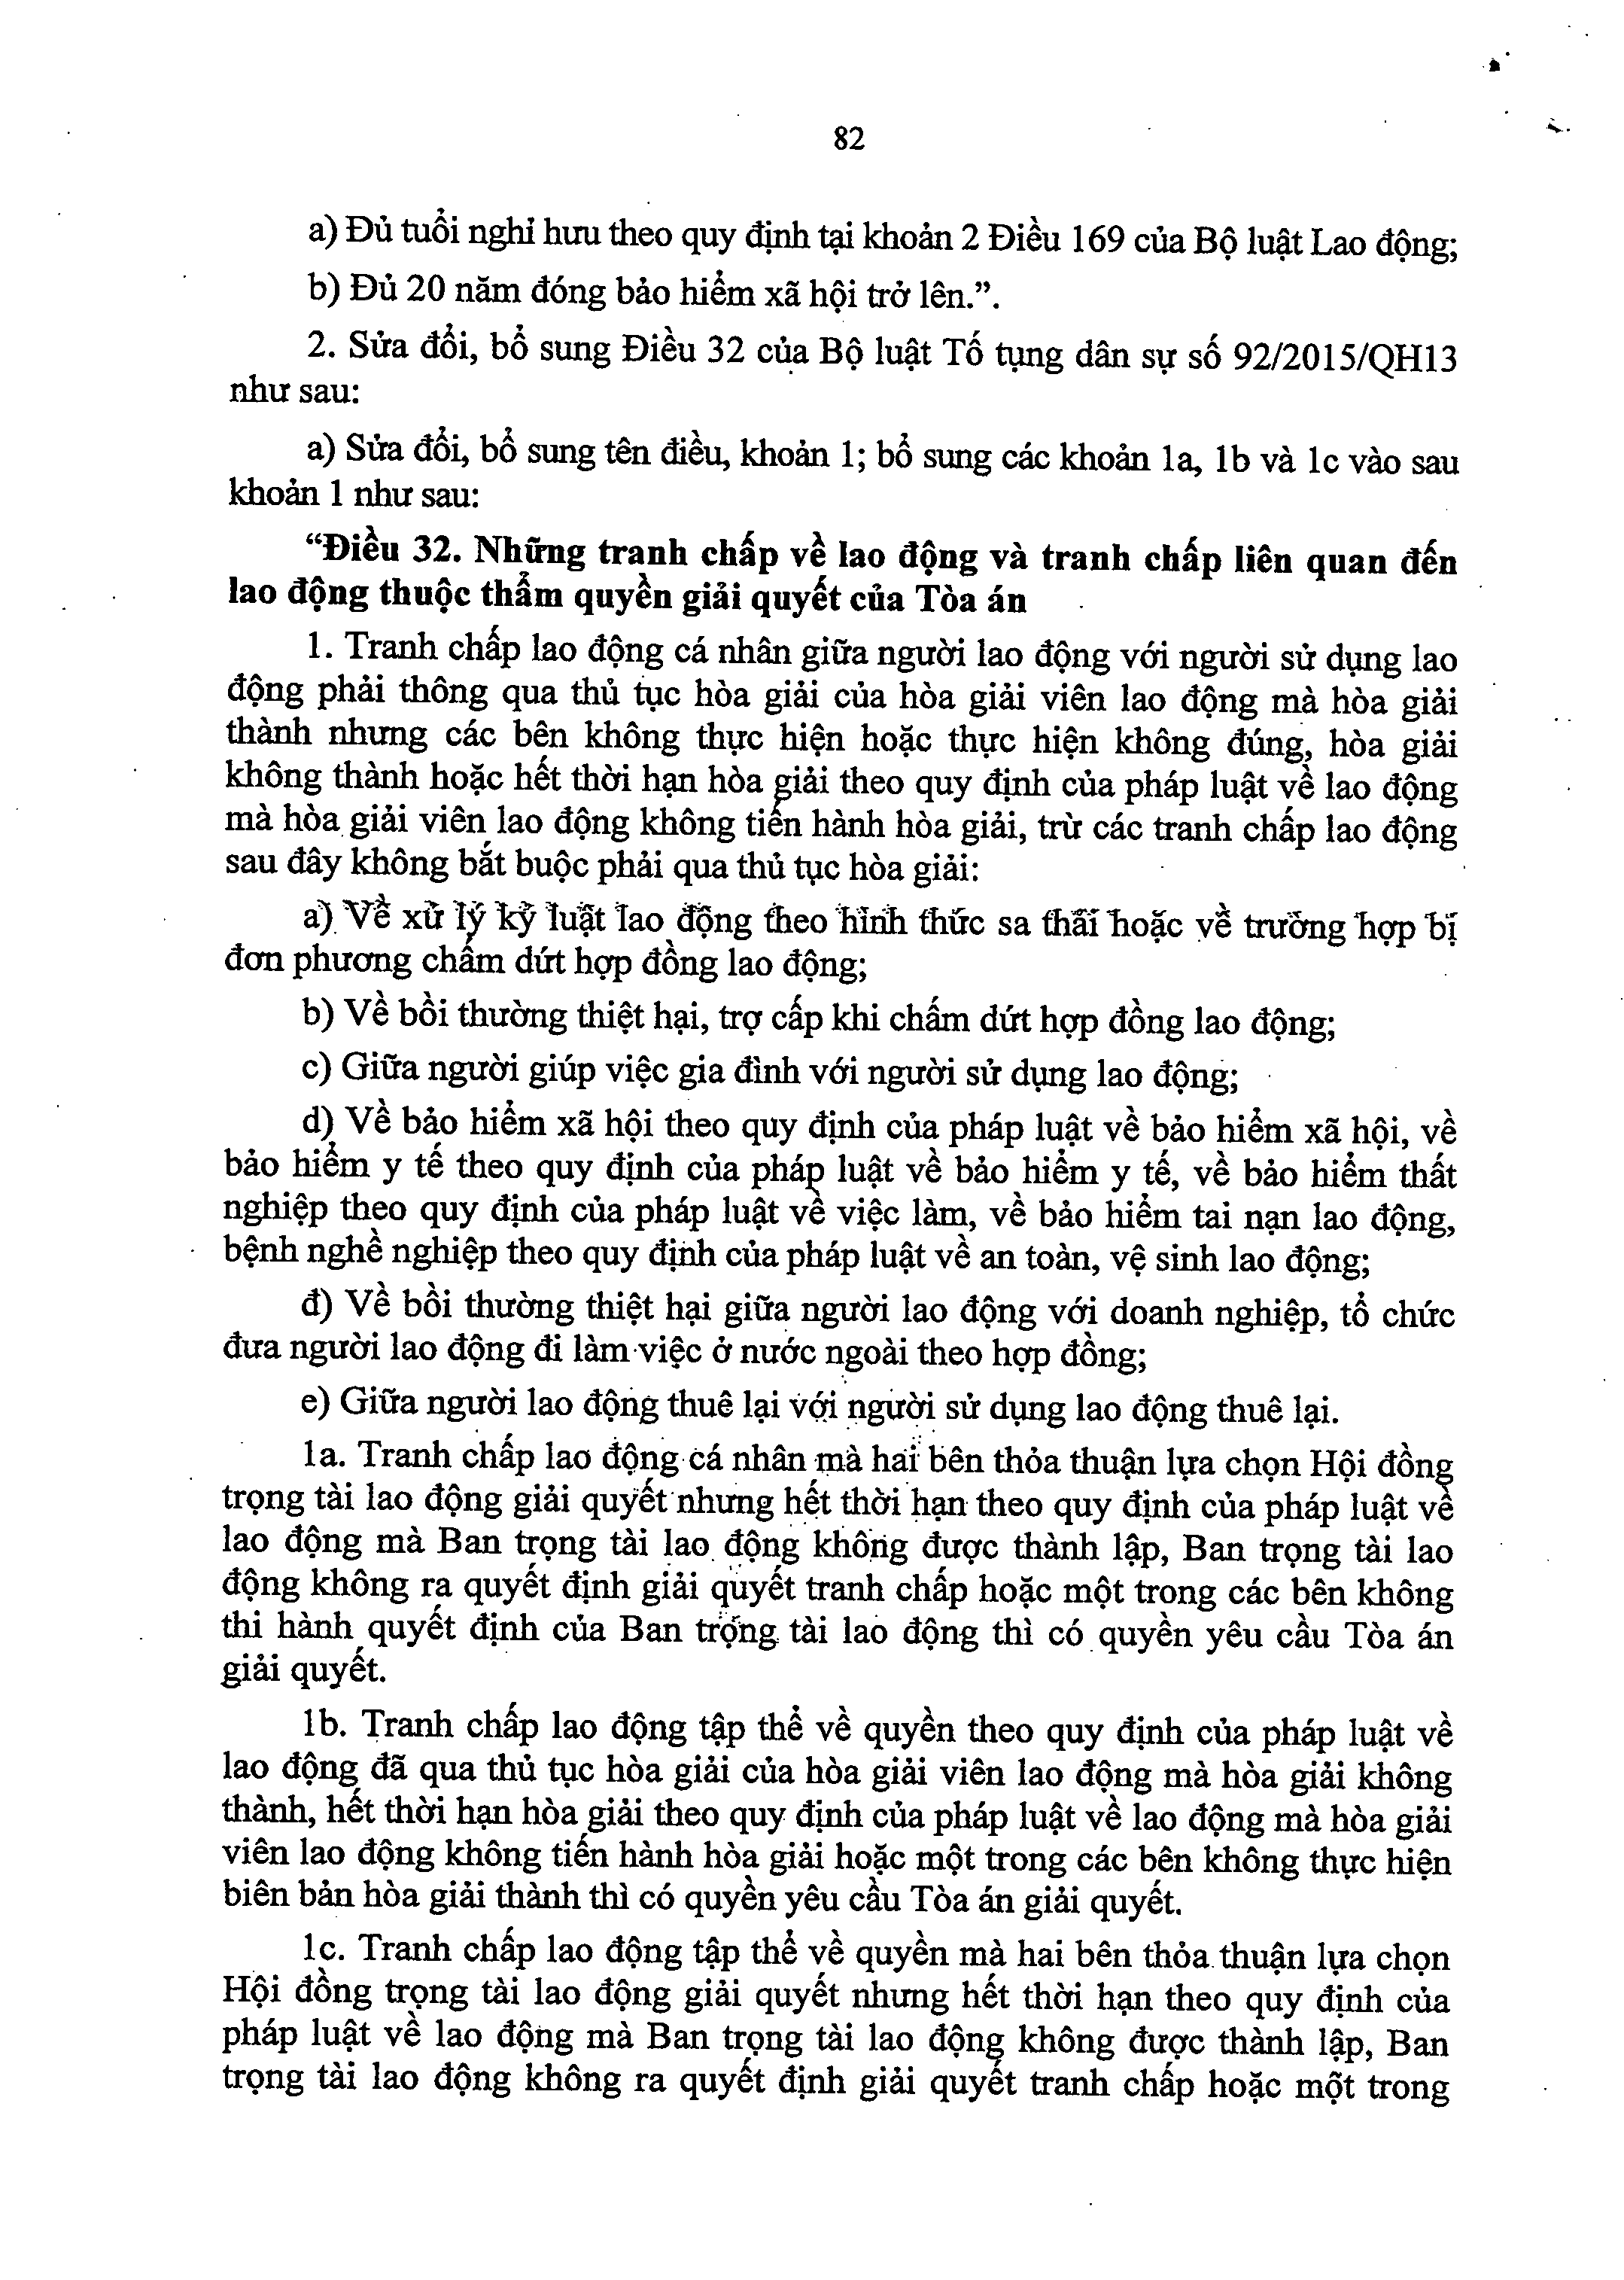 82
a) Đủ tuổi nghỉ hưu theo quy định tại khoản 2 Điều 169 của Bộ luật Lao động;
b) Đủ 20 năm đóng bảo hiểm xã hội trở lên.”.
2. Sửa đổi, bổ sung Điều 32 của Bộ luật Tố tụng dân sự số 92/2015/QH13
như sau:
a) Sửa đổi, bổ sung tên điều, khoản 1; bổ sung các khoản 1a, 1b và 1c vào sau
khoản 1 như sau:
“Điều 32. Những tranh chấp về lao động và tranh chấp liên quan đến
lao động thuộc thẩm quyền giải quyết của Tòa án
1. Tranh chấp lao động cá nhân giữa người lao động với người sử dụng lao
động phải thông qua thủ tục hòa giải của hòa giải viên lao động mà hòa giải
thành nhưng các bên không thực hiện hoặc thực hiện không đúng, hòa giải
không thành hoặc hết thời hạn hòa giải theo quy định của pháp luật về lao động
mà hòa giải viên lao động không tiến hành hòa giải, trừ các tranh chấp lao động
sau đây không bắt buộc phải qua thủ tục hòa giải:
a) Về xử lý kỷ luật lao động theo hình thức sa thải hoặc về trường hợp bị
đơn phương chấm dứt hợp đồng lao động;
b) Về bồi thường thiệt hại, trợ cấp khi chấm dứt hợp đồng lao động;
c) Giữa người giúp việc gia đình với người sử dụng lao động;
d) Về bảo hiểm xã hội theo quy định của pháp luật về bảo hiểm xã hội, về
bảo hiểm y tế theo quy định của pháp luật về bảo hiểm y tế, về bảo hiểm thất
nghiệp theo quy định của pháp luật về việc làm, về bảo hiểm tai nạn lao động,
bệnh nghề nghiệp theo quy định của pháp luật về an toàn, vệ sinh lao động;
đ) Về bồi thường thiệt hại giữa người lao động với doanh nghiệp, tổ chức
đưa người lao động đi làm việc ở nước ngoài theo hợp đồng;
e) Giữa người lao động thuê lại với người sử dụng lao động thuê lại.
1a. Tranh chấp lao động cá nhân mà hai bên thỏa thuận lựa chọn Hội đồng
trọng tài lao động giải quyết nhưng hết thời hạn theo quy định của pháp luật về
lao động mà Ban trọng tài lao động không được thành lập, Ban trọng tài lao
động không ra quyết định giải quyết tranh chấp hoặc một trong các bên không
thi hành quyết định của Ban trọng tài lao động thì có quyền yêu cầu Tòa án
giải quyết.
1b. Tranh chấp lao động tập thể về quyền theo quy định của pháp luật về
lao động đã qua thủ tục hòa giải của hòa giải viên lao động mà hòa giải không
thành, hết thời hạn hòa giải theo quy định của pháp luật về lao động mà hòa giải
viên lao động không tiến hành hòa giải hoặc một trong các bên không thực hiện
biên bản hòa giải thành thì có quyền yêu cầu Tòa án giải quyết.
1c. Tranh chấp lao động tập thể về quyền mà hai bên thỏa thuận lựa chọn
Hội đồng trọng tài lao động giải quyết nhưng hết thời hạn theo quy định của
pháp luật về lao động mà Ban trọng tài lao động không được thành lập, Ban
trọng tài lao động không ra quyết định giải quyết tranh chấp hoặc một trong